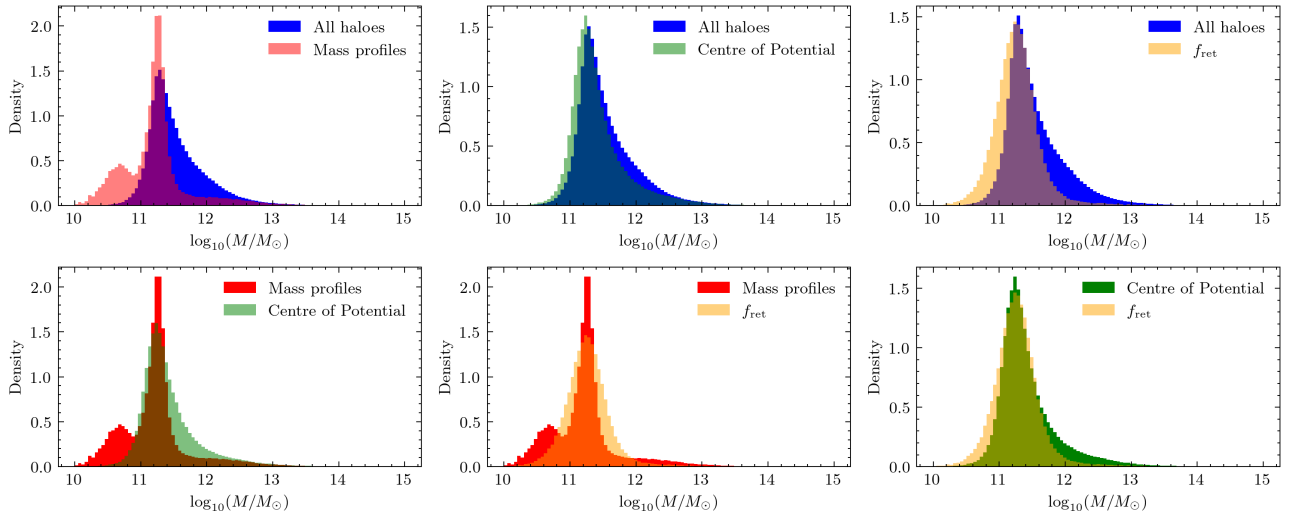 All haloes
Mass profiles
Density
2.0
1.5
1.0
0.5
0.0
10 11 12 13 14 15
log₁₀(M/M⊙)
All haloes
Centre of Potential
Density
1.5
1.0
0.5
0.0
10 11 12 13 14 15
log₁₀(M/M⊙)
All haloes
f_ret
Density
1.5
1.0
0.5
0.0
10 11 12 13 14 15
log₁₀(M/M⊙)
Mass profiles
Centre of Potential
Density
2.0
1.5
1.0
0.5
0.0
10 11 12 13 14 15
log₁₀(M/M⊙)
Mass profiles
f_ret
Density
2.0
1.5
1.0
0.5
0.0
10 11 12 13 14 15
log₁₀(M/M⊙)
Centre of Potential
f_ret
Density
1.5
1.0
0.5
0.0
10 11 12 13 14 15
log₁₀(M/M⊙)